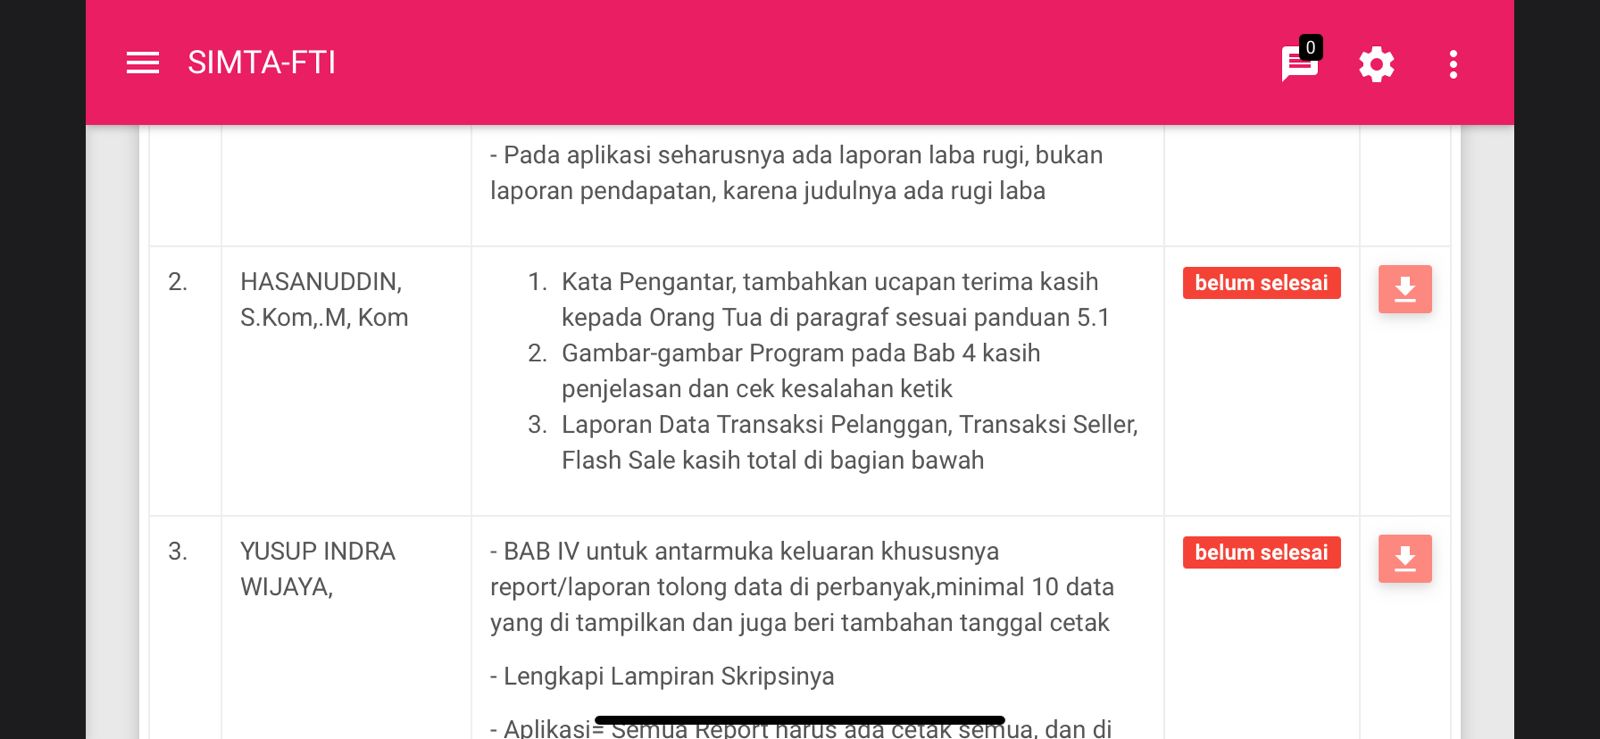 SIMTA-FTI
0
- Pada aplikasi seharusnya ada laporan laba rugi, bukan
laporan pendapatan, karena judulnya ada rugi laba
2.
HASANUDDIN,
S.Kom,.M, Kom
1. Kata Pengantar, tambahkan ucapan terima kasih
kepada Orang Tua di paragraf sesuai panduan 5.1
2. Gambar-gambar Program pada Bab 4 kasih
penjelasan dan cek kesalahan ketik
3. Laporan Data Transaksi Pelanggan, Transaksi Seller,
Flash Sale kasih total di bagian bawah
belum selesai
3.
YUSUP INDRA
WIJAYA,
- BAB IV untuk antarmuka keluaran khususnya
report/laporan tolong data di perbanyak,minimal 10 data
yang di tampilkan dan juga beri tambahan tanggal cetak
- Lengkapi Lampiran Skripsinya
- Aplikasi= Semua Report harus ada cetak semua, dan di
belum selesai